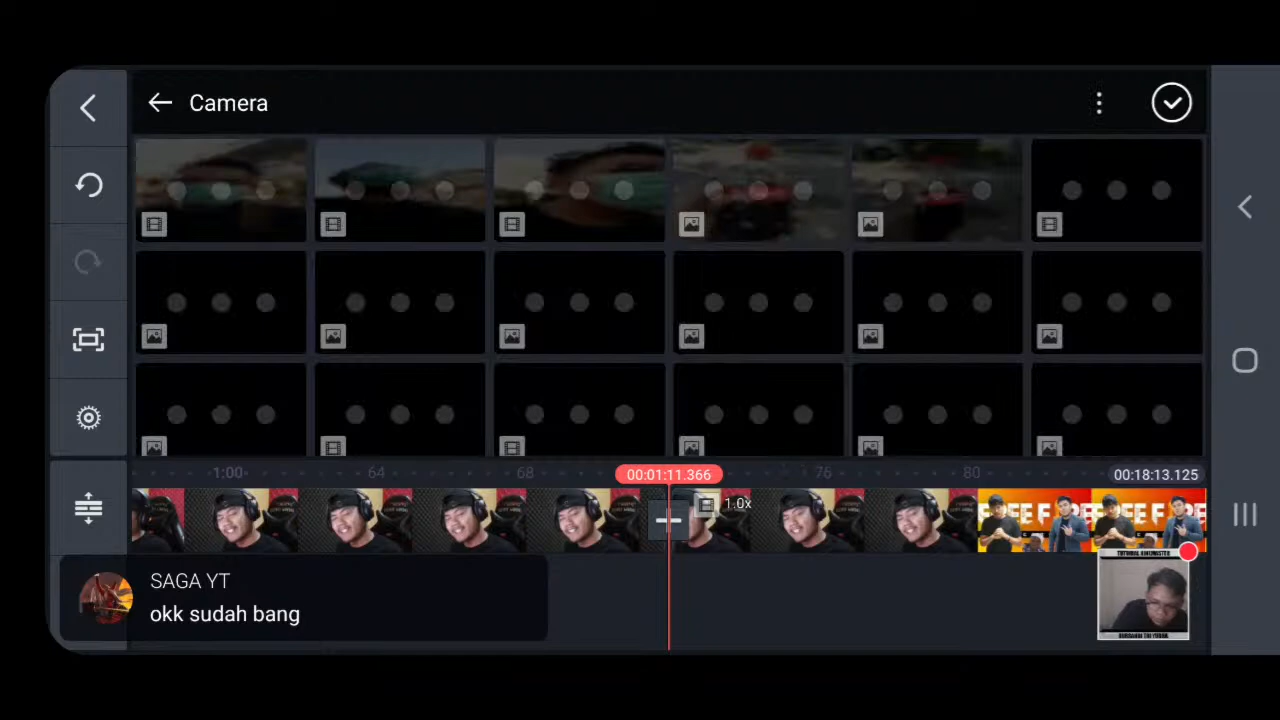 Camera
1:00
64
68
00:01:11.366
76
80
00:18:13.125
1.0x
SAGA YT
okk sudah bang